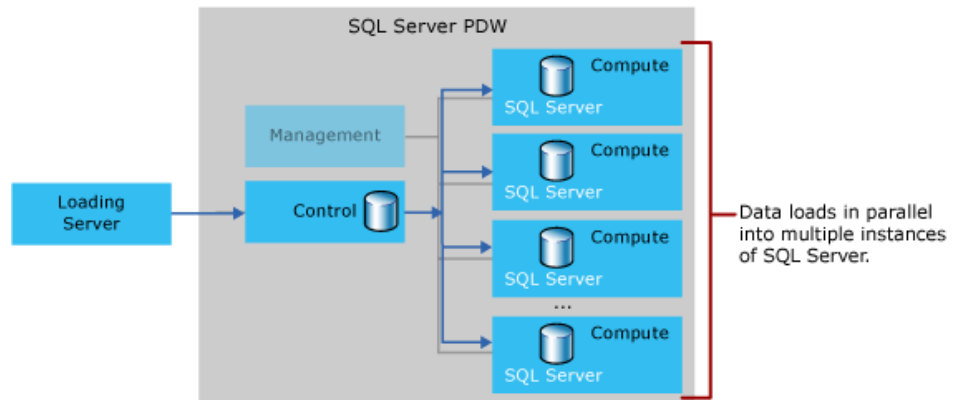 SQL Server PDW
Compute
SQL Server
Management
Compute
SQL Server
Loading
Server
Control
Compute
SQL Server
...
Compute
SQL Server
Data loads in parallel
into multiple instances
of SQL Server.